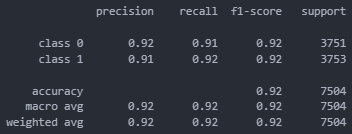 precision recall f1-score support
class 0 0.92 0.91 0.92 3751
class 1 0.91 0.92 0.92 3753
accuracy 0.92 7504
macro avg 0.92 0.92 0.92 7504
weighted avg 0.92 0.92 0.92 7504